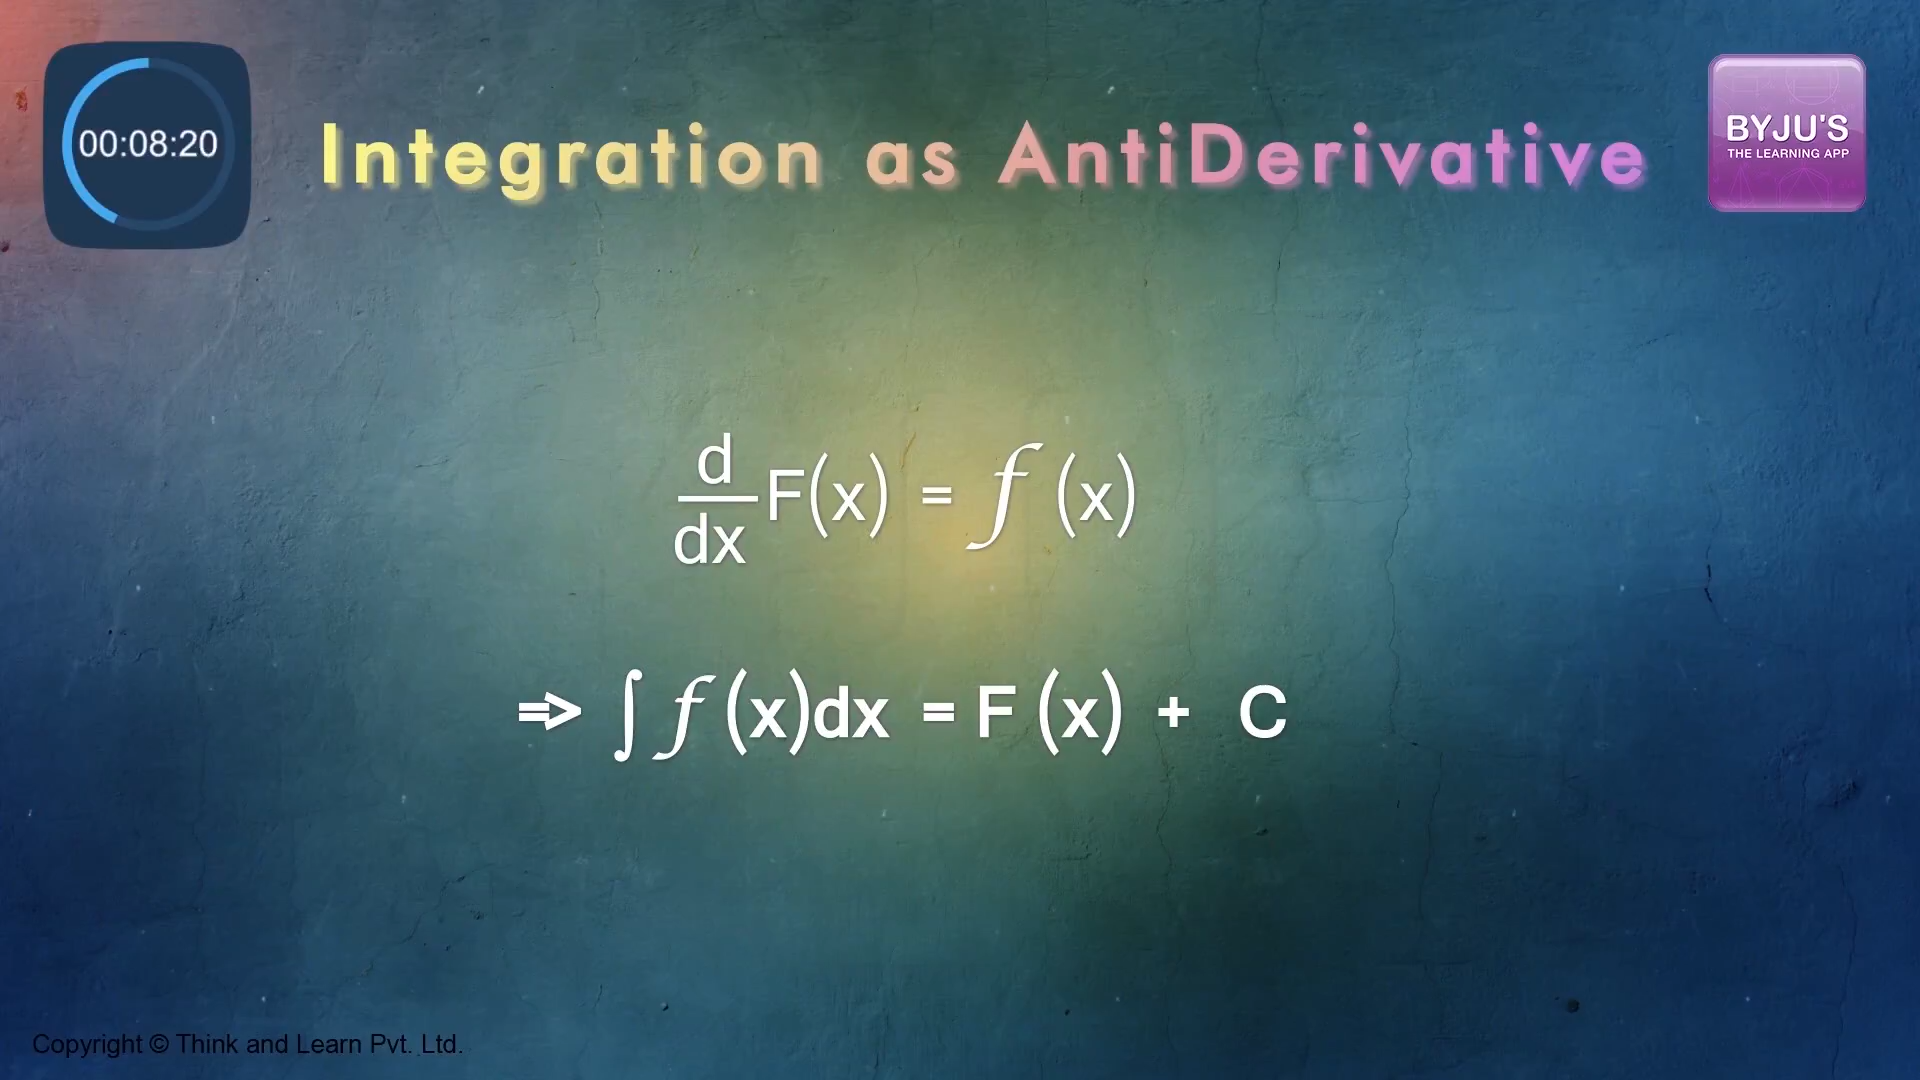 00:08:20
Integration as AntiDerivative
BYJU'S
THE LEARNING APP
d
dx
F(x) = f (x)
⇒ ∫ f (x)dx = F (x) + C
Copyright © Think and Learn Pvt. Ltd.